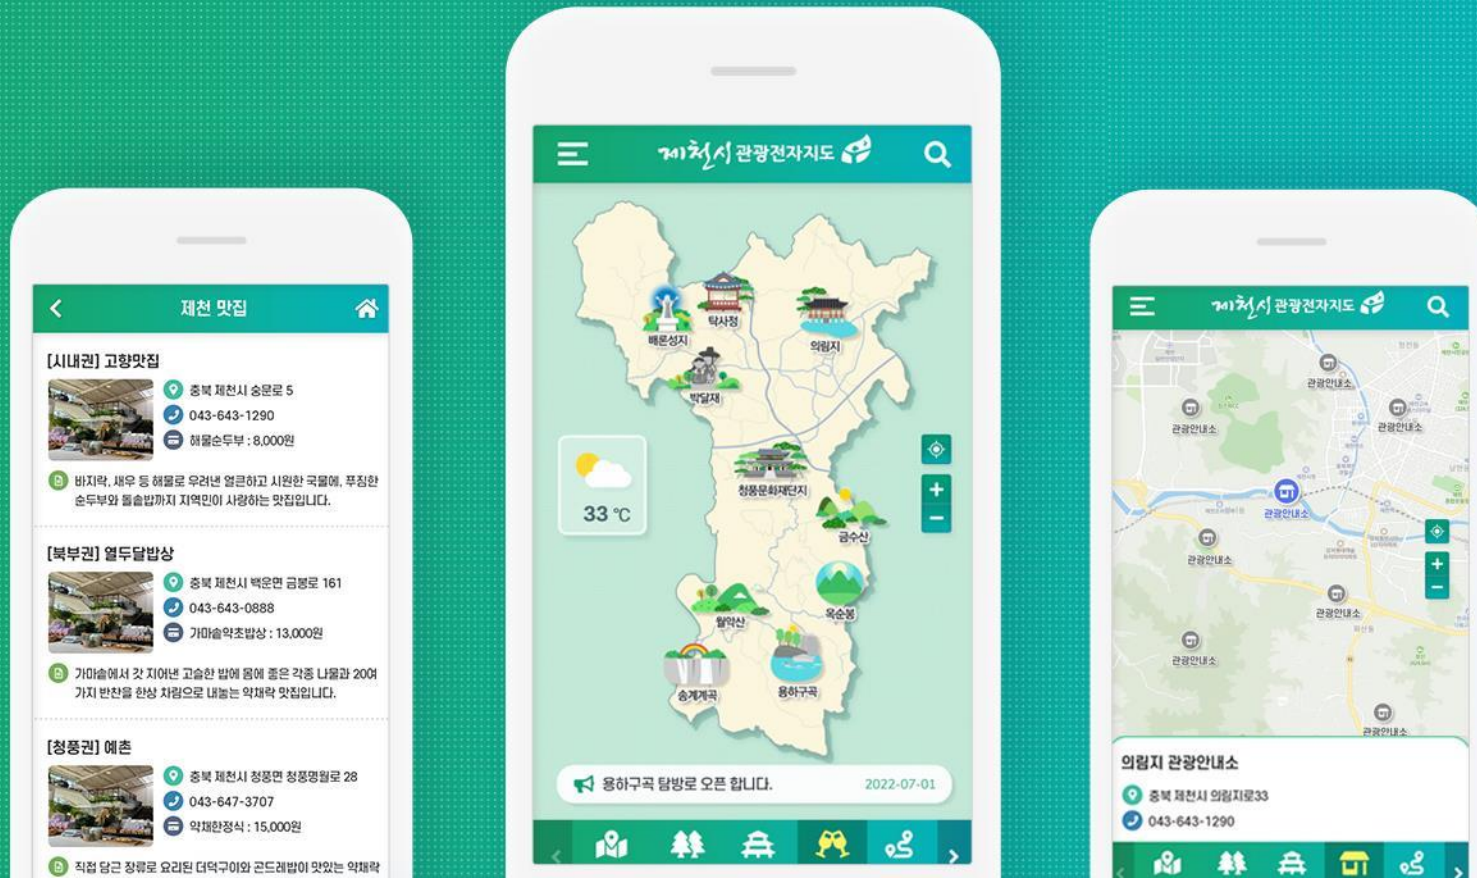 제천 맛집
[시내권] 고향맛집
충북 제천시 숭문로 5
043-643-1290
해물순두부 : 8,000원
바지락, 새우 등 해물로 우려낸 얼큰하고 시원한 국물에, 푸짐한
순두부와 돌솥밥까지 지역민이 사랑하는 맛집입니다.
[북부권] 열두달밥상
충북 제천시 백운면 금봉로 161
043-643-0888
가마솥약초밥상 : 13,000원
가마솥에서 갓 지어낸 고슬한 밥에 몸에 좋은 각종 나물과 20여
가지 반찬을 한상 차림으로 내놓는 약채락 맛집입니다.
[청풍권] 예촌
충북 제천시 청풍면 청풍명월로 28
043-647-3707
약채한정식 : 15,000원
직접 담근 장류로 요리된 더덕구이와 곤드레밥이 맛있는 약채락
제천시 관광전자지도
탁사정
배론성지
의림지
박달재
청풍문화재단지
33 ℃
금수산
옥순봉
월악산
송계계곡
용하구곡
용하구곡 탐방로 오픈 합니다.
2022-07-01
제천시 관광전자지도
관광안내소
관광안내소
관광안내소
관광안내소
관광안내소
관광안내소
관광안내소
관광안내소
의림지 관광안내소
충북 제천시 의림지로33
043-643-1290